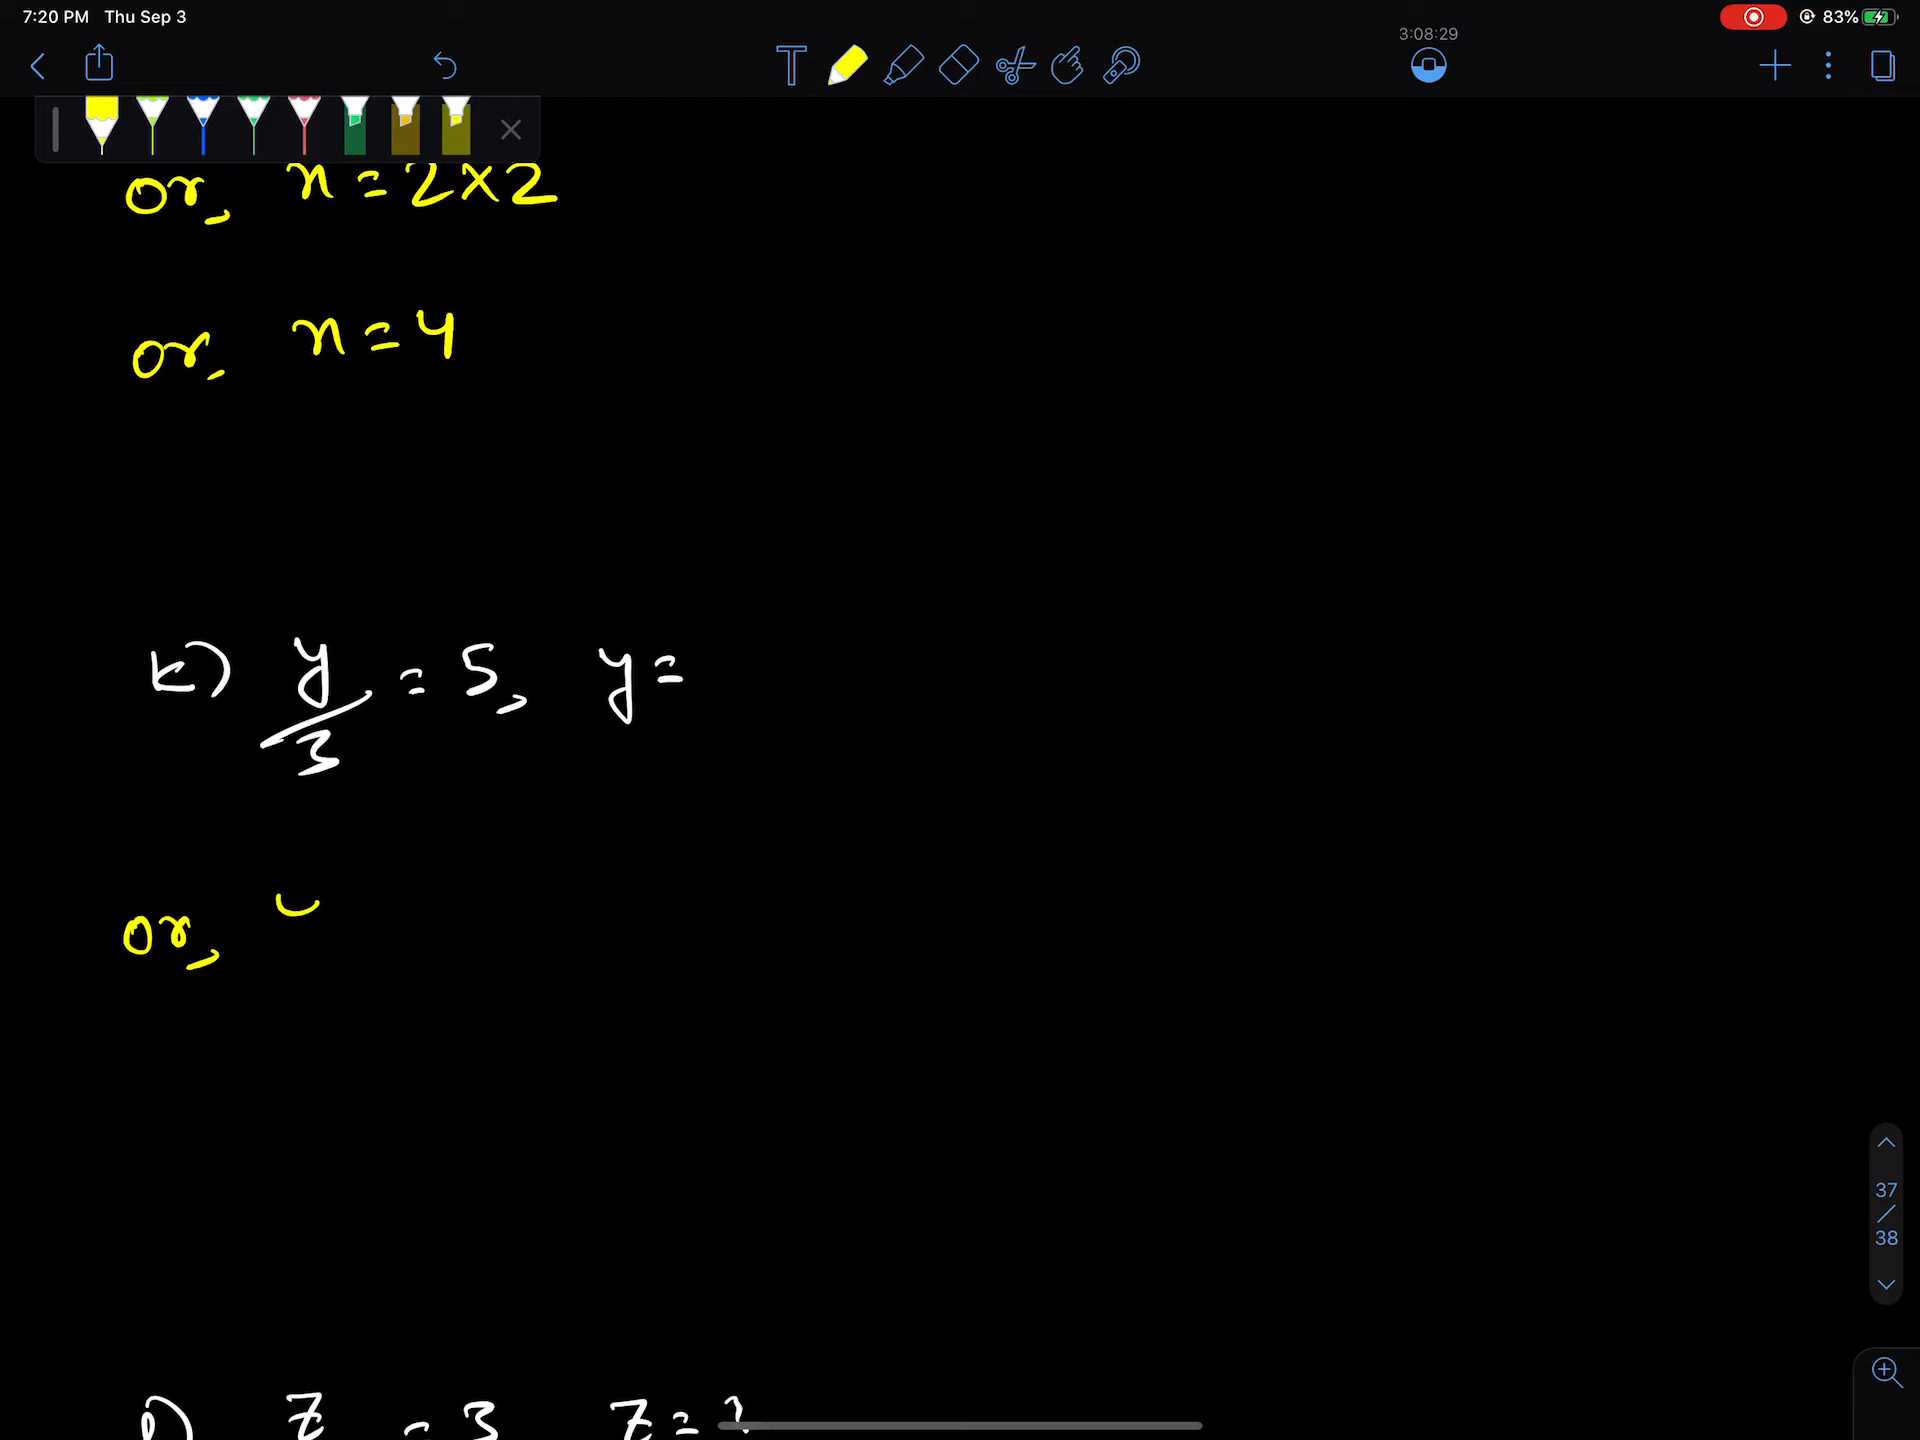 7:20 PM Thu Sep 3
83%
3:08:29
or, x = 2 × 2
or, x = 4
k) y/3 = 5, y =
or,
37
38
= 3 z = ?